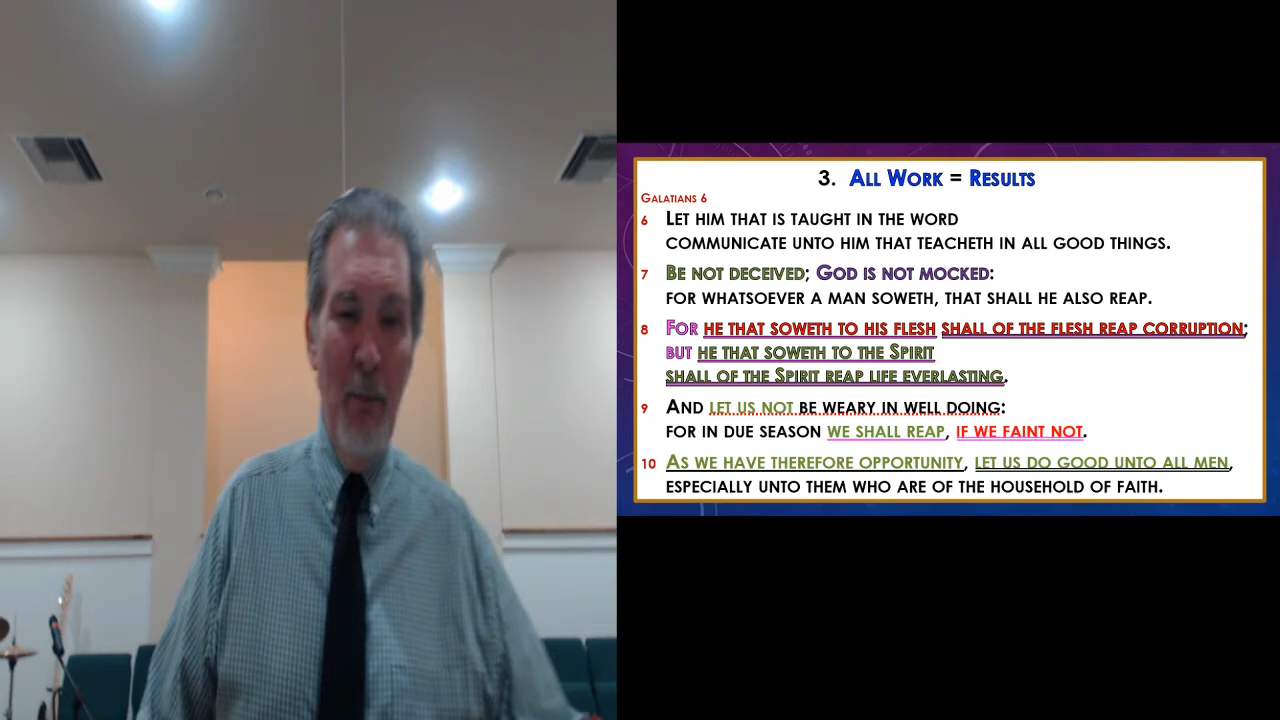 3. All Work = Results
Galatians 6
6 Let him that is taught in the word
communicate unto him that teacheth in all good things.
7 Be not deceived; God is not mocked:
for whatsoever a man soweth, that shall he also reap.
8 For he that soweth to his flesh shall of the flesh reap corruption;
but he that soweth to the Spirit
shall of the Spirit reap life everlasting.
9 And let us not be weary in well doing:
for in due season we shall reap, if we faint not.
10 As we have therefore opportunity, let us do good unto all men,
especially unto them who are of the household of faith.